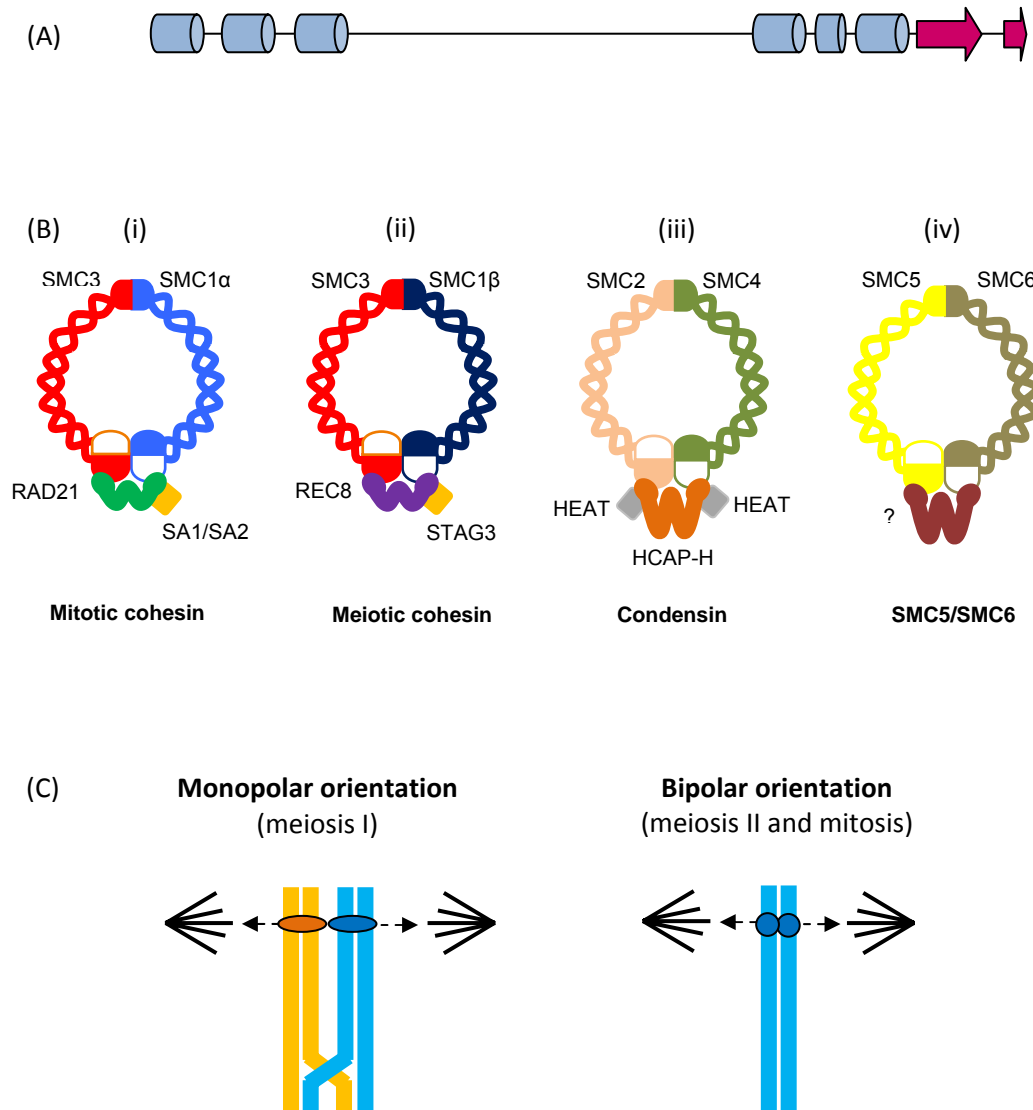 (A)
(B)
(i)
(ii)
(iii)
(iv)
SMC3
SMC1α
SMC3
SMC1β
SMC2
SMC4
SMC5
SMC6
RAD21
SA1/SA2
REC8
STAG3
HEAT
HEAT
HCAP-H
?
Mitotic cohesin
Meiotic cohesin
Condensin
SMC5/SMC6
(C)
Monopolar orientation
(meiosis I)
Bipolar orientation
(meiosis II and mitosis)